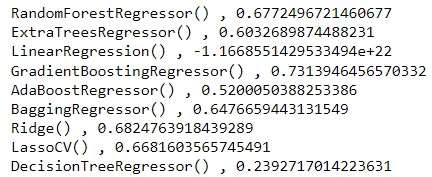 RandomForestRegressor() , 0.6772496721460677
ExtraTreesRegressor() , 0.6032689874488231
LinearRegression() , -1.1668551429533494e+22
GradientBoostingRegressor() , 0.7313946456570332
AdaBoostRegressor() , 0.5200050388253386
BaggingRegressor() , 0.6476659443131549
Ridge() , 0.6824763918439289
LassoCV() , 0.6681603565745491
DecisionTreeRegressor() , 0.2392717014223631